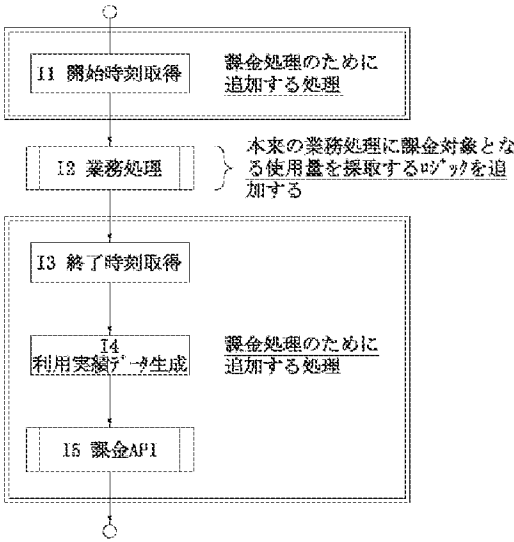 I1 開始時刻取得
課金処理のために
追加する処理
I2 業務処理
本来の業務処理に課金対象とな
る使用量を採取するﾛｼﾞｯｸを追
加する
I3 終了時刻取得
I4
利用実績ﾃﾞｰﾀ生成
課金処理のために
追加する処理
I5 課金API